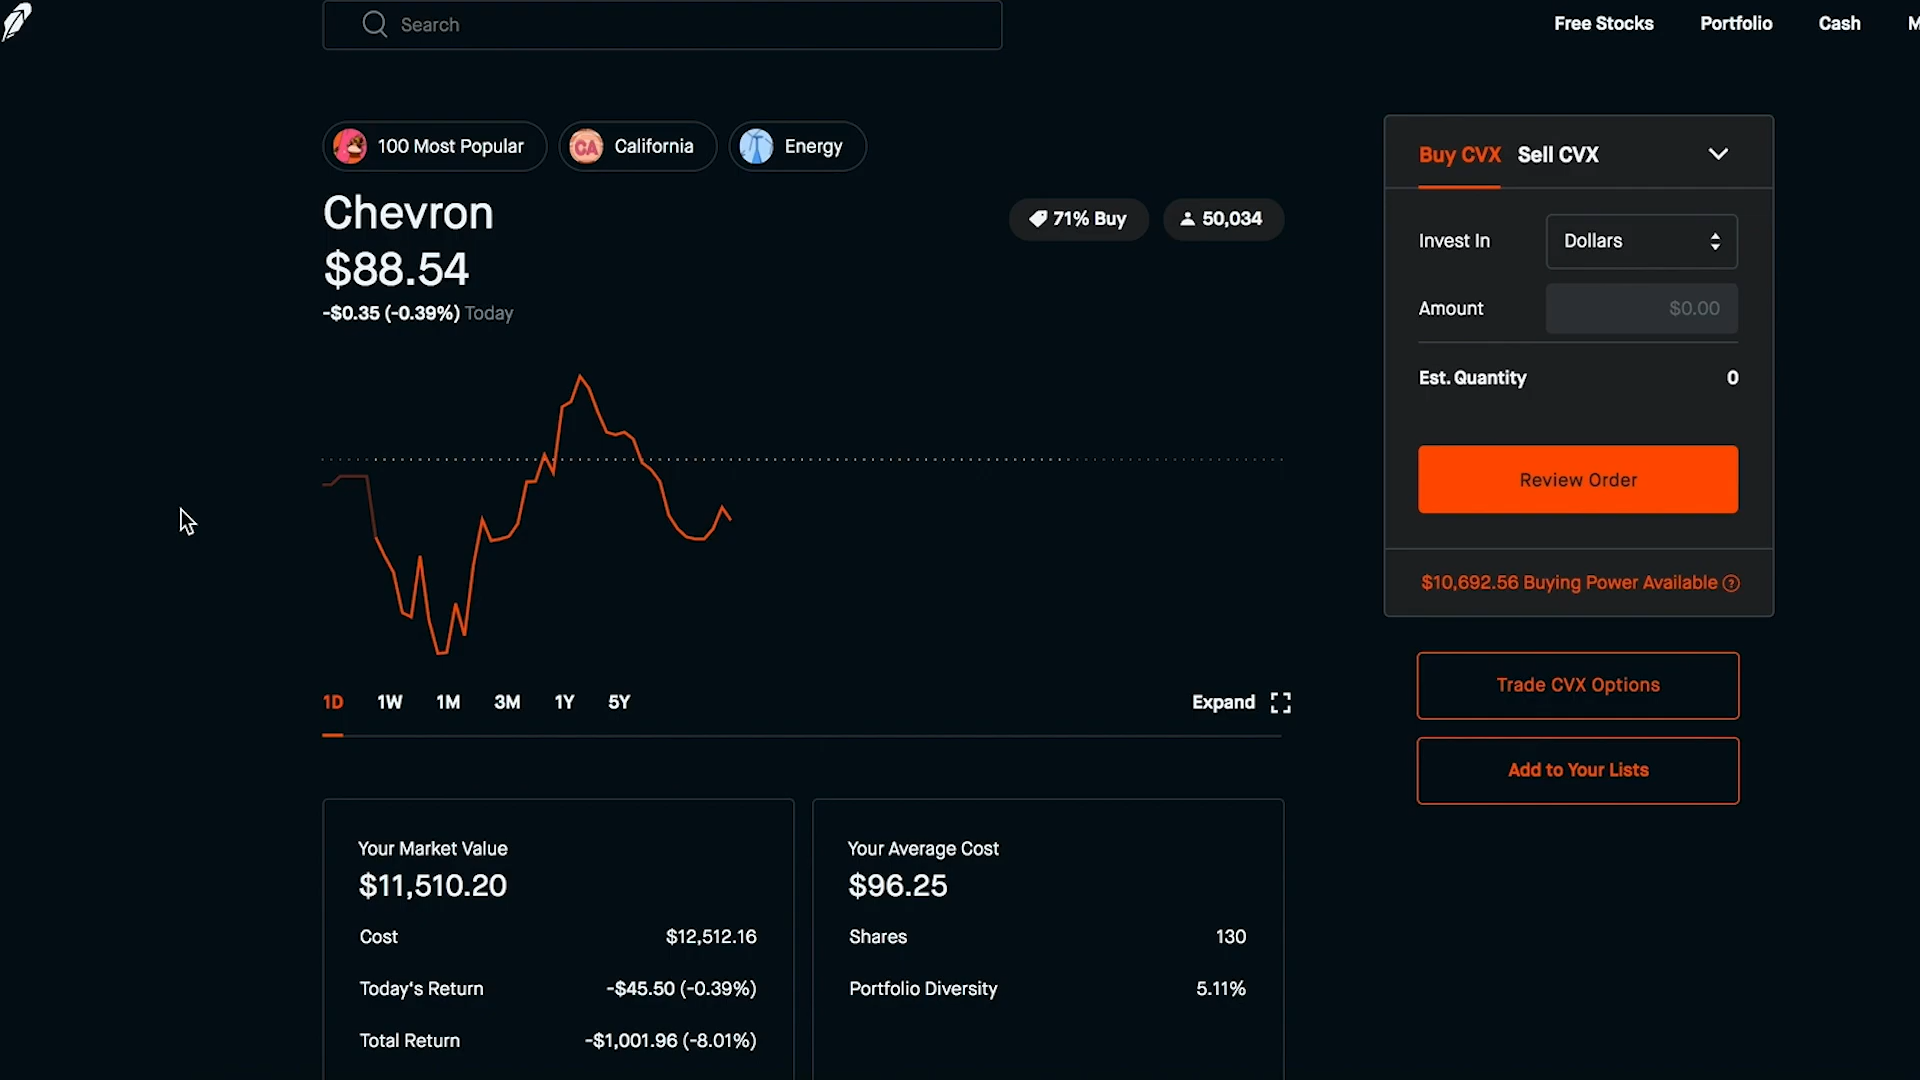 Search
Free Stocks
Portfolio
Cash
100 Most Popular
CA
California
Energy
Chevron
$88.54
-$0.35 (-0.39%) Today
71% Buy
50,034
1D
1W
1M
3M
1Y
5Y
Expand
Your Market Value
$11,510.20
Cost $12,512.16
Today's Return -$45.50 (-0.39%)
Total Return -$1,001.96 (-8.01%)
Your Average Cost
$96.25
Shares 130
Portfolio Diversity 5.11%
Buy CVX
Sell CVX
Invest In Dollars
Amount $0.00
Est. Quantity 0
Review Order
$10,692.56 Buying Power Available ?
Trade CVX Options
Add to Your Lists